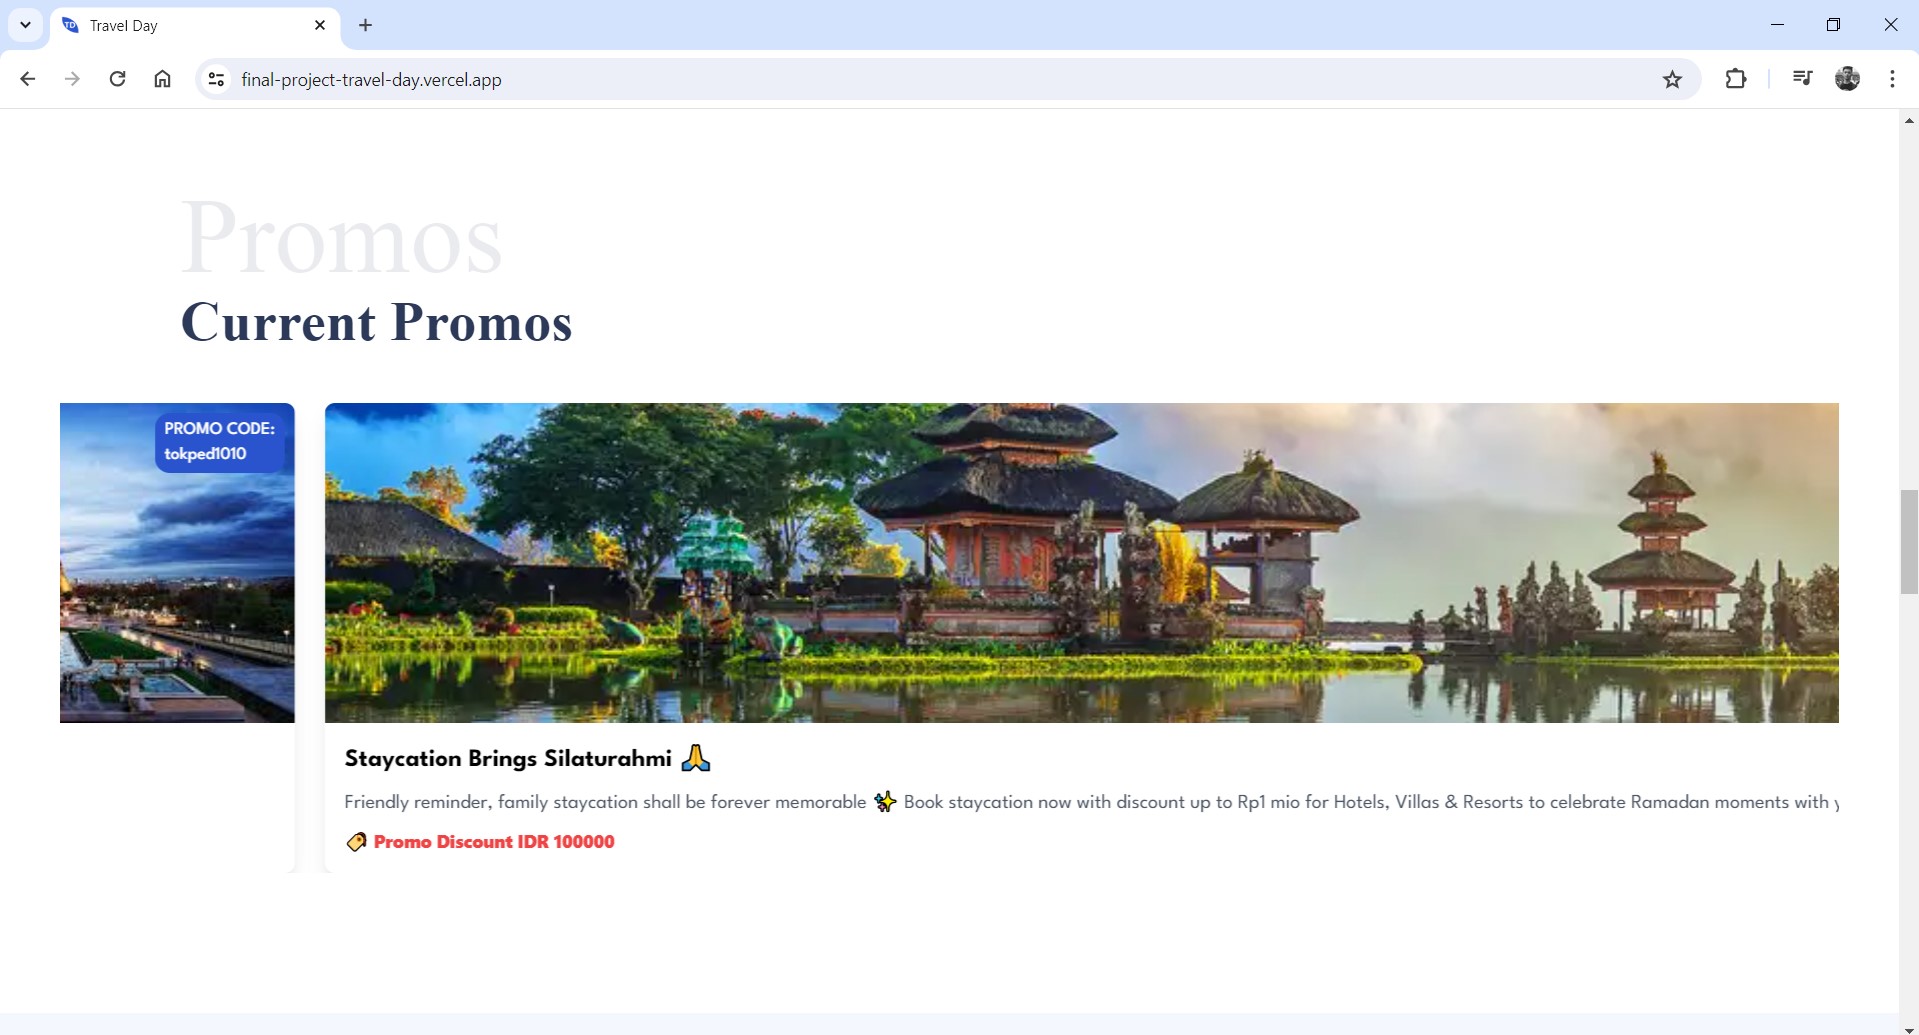 Travel Day
final-project-travel-day.vercel.app
Promos
Current Promos
PROMO CODE:
tokped1010
Staycation Brings Silaturahmi 🙏
Friendly reminder, family staycation shall be forever memorable ✨ Book staycation now with discount up to Rp1 mio for Hotels, Villas & Resorts to celebrate Ramadan moments with
🏷️ Promo Discount IDR 100000